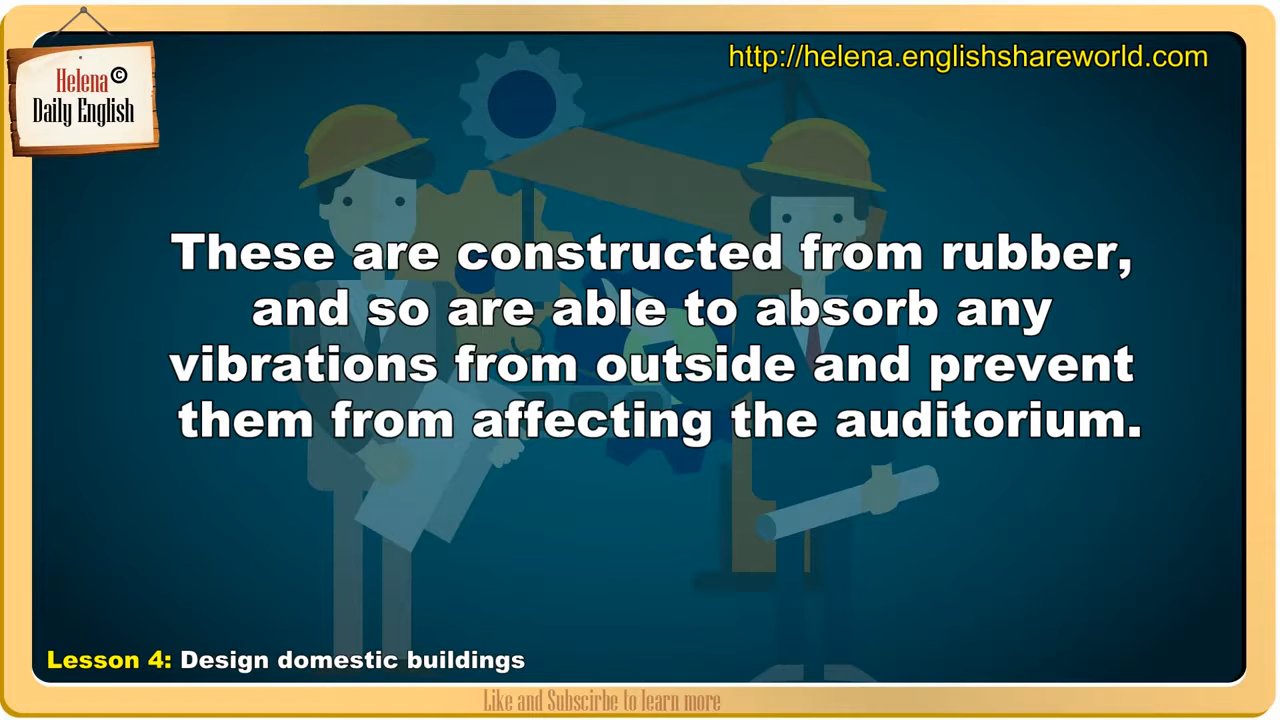 Helena©
Daily English
http://helena.englishshareworld.com
These are constructed from rubber,
and so are able to absorb any
vibrations from outside and prevent
them from affecting the auditorium.
Lesson 4: Design domestic buildings
Like and Subscirbe to learn more